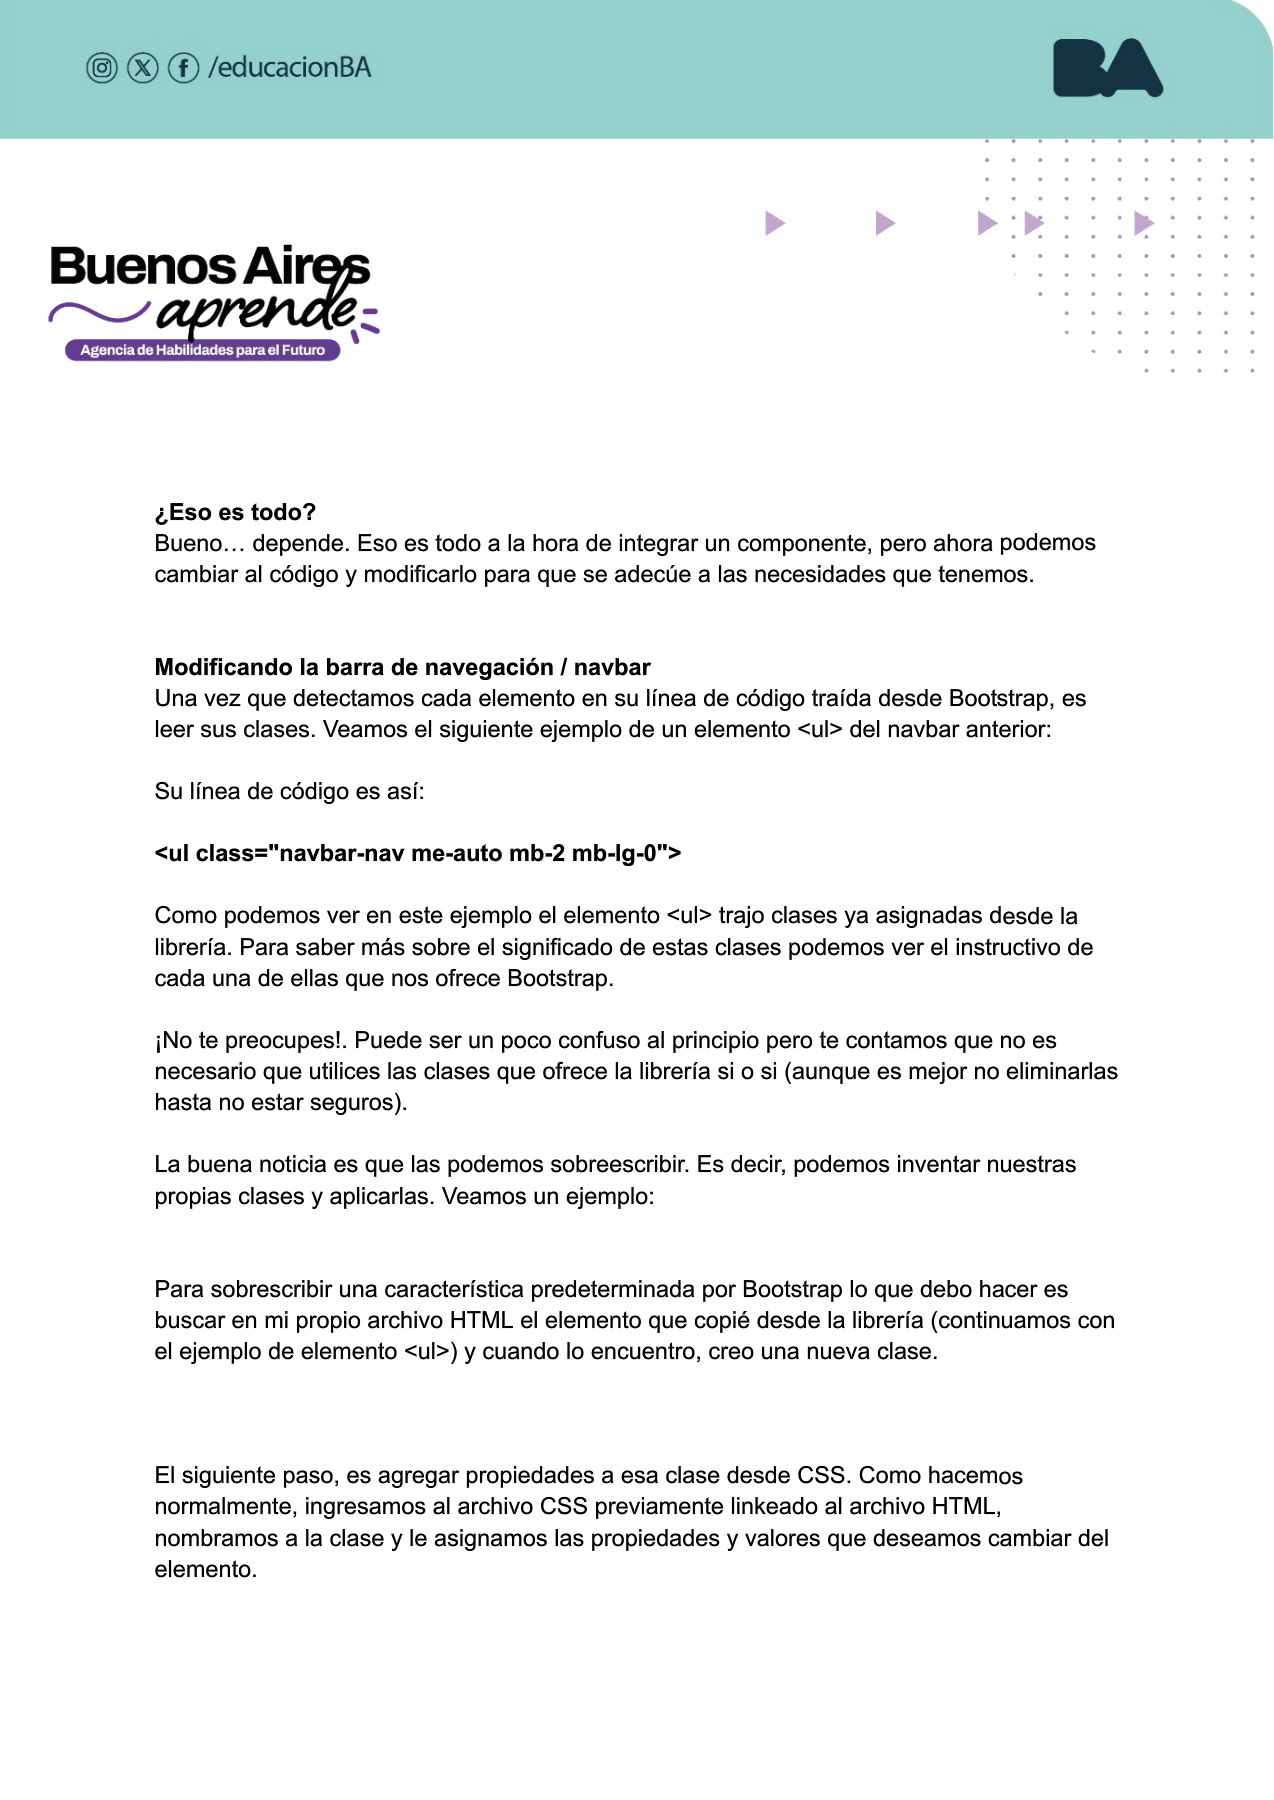 /educacionBA
BA
Buenos Aires
aprende
Agencia de Habilidades para el Futuro
¿Eso es todo?
Bueno… depende. Eso es todo a la hora de integrar un componente, pero ahora podemos
cambiar al código y modificarlo para que se adecúe a las necesidades que tenemos.
Modificando la barra de navegación / navbar
Una vez que detectamos cada elemento en su línea de código traída desde Bootstrap, es
leer sus clases. Veamos el siguiente ejemplo de un elemento <ul> del navbar anterior:
Su línea de código es así:
<ul class="navbar-nav me-auto mb-2 mb-lg-0">
Como podemos ver en este ejemplo el elemento <ul> trajo clases ya asignadas desde la
librería. Para saber más sobre el significado de estas clases podemos ver el instructivo de
cada una de ellas que nos ofrece Bootstrap.
¡No te preocupes!. Puede ser un poco confuso al principio pero te contamos que no es
necesario que utilices las clases que ofrece la librería si o si (aunque es mejor no eliminarlas
hasta no estar seguros).
La buena noticia es que las podemos sobreescribir. Es decir, podemos inventar nuestras
propias clases y aplicarlas. Veamos un ejemplo:
Para sobrescribir una característica predeterminada por Bootstrap lo que debo hacer es
buscar en mi propio archivo HTML el elemento que copié desde la librería (continuamos con
el ejemplo de elemento <ul>) y cuando lo encuentro, creo una nueva clase.
El siguiente paso, es agregar propiedades a esa clase desde CSS. Como hacemos
normalmente, ingresamos al archivo CSS previamente linkeado al archivo HTML,
nombramos a la clase y le asignamos las propiedades y valores que deseamos cambiar del
elemento.